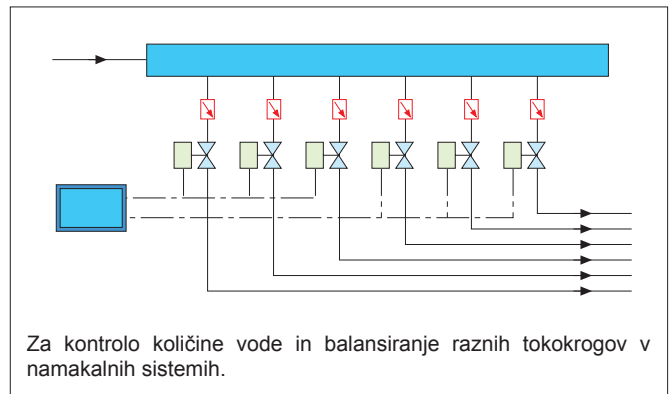 Za kontrolo količine vode in balansiranje raznih tokokrogov v
namakalnih sistemih.